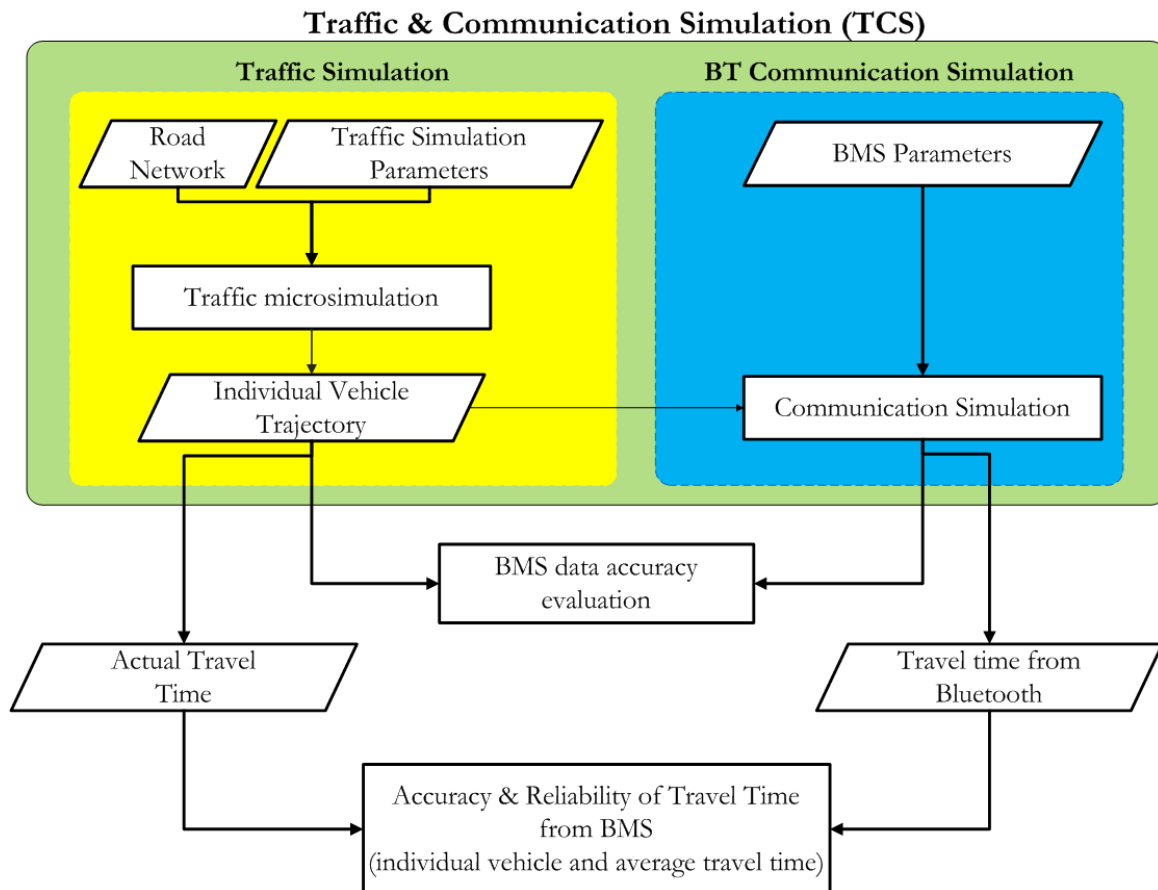 Traffic & Communication Simulation (TCS)
Traffic Simulation
BT Communication Simulation
Road
Network
Traffic Simulation
Parameters
BMS Parameters
Traffic microsimulation
Individual Vehicle
Trajectory
Communication Simulation
BMS data accuracy
evaluation
Actual Travel
Time
Travel time from
Bluetooth
Accuracy & Reliability of Travel Time
from BMS
(individual vehicle and average travel time)